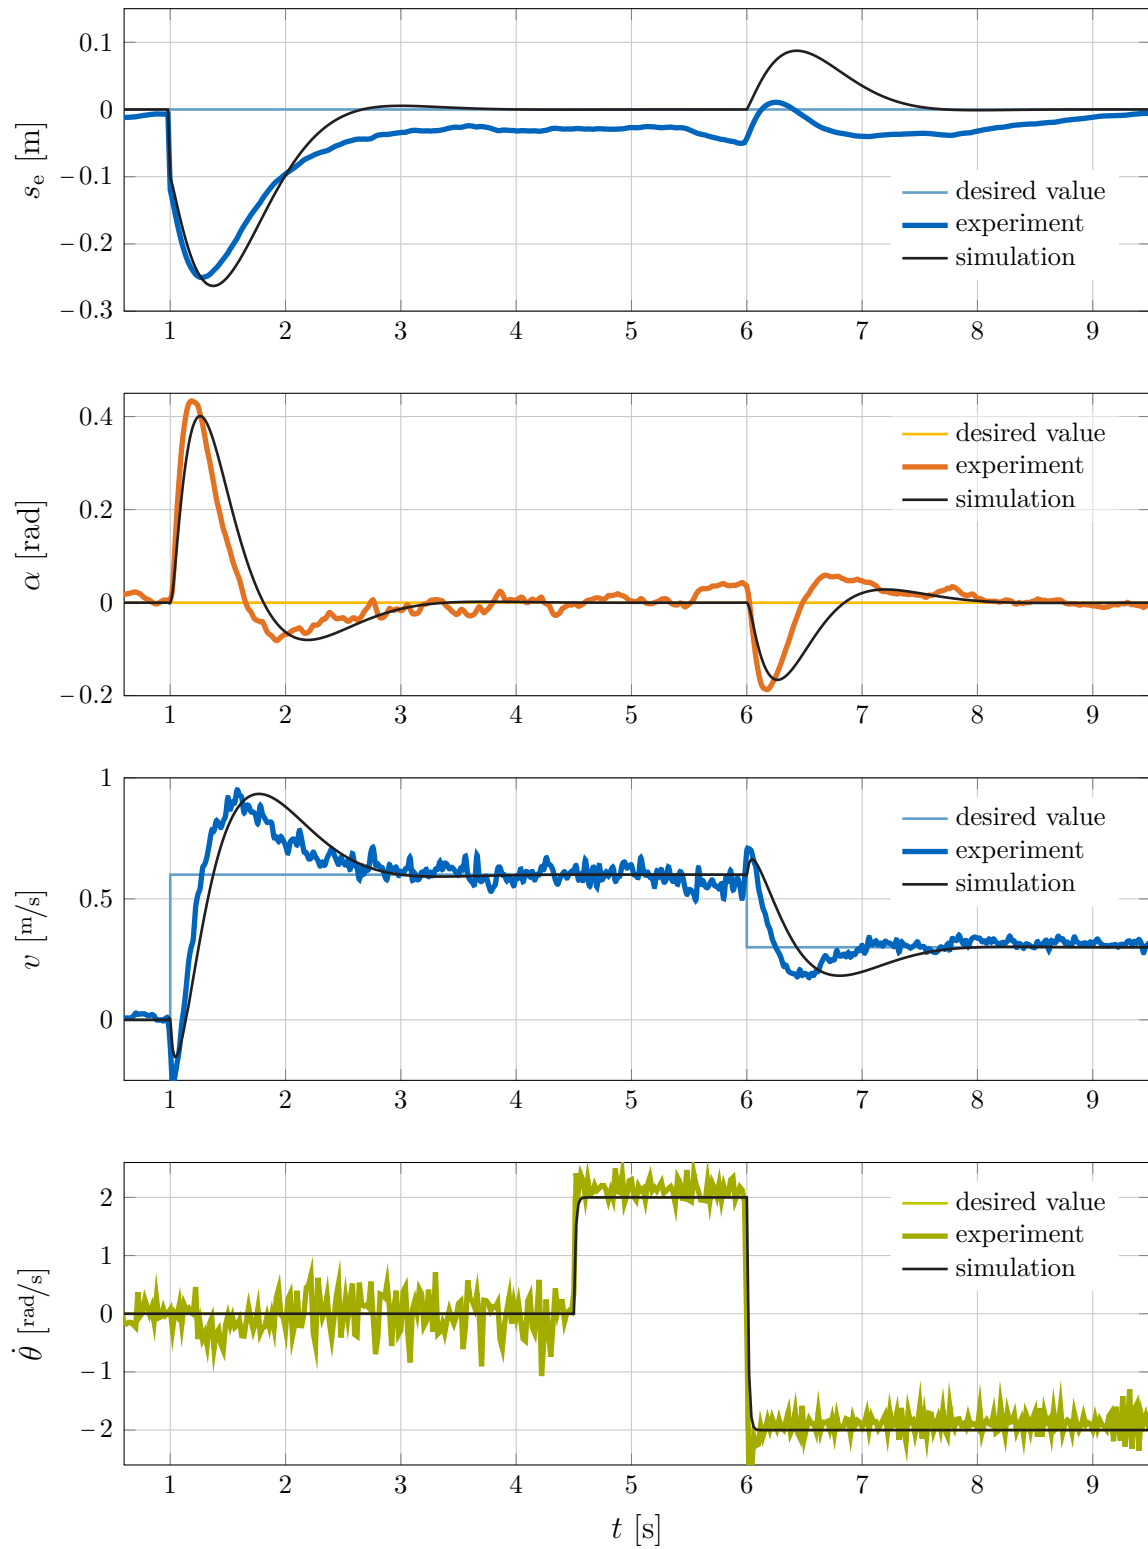 0.1
0
−0.1
−0.2
−0.3
s_e [m]
desired value
experiment
simulation
1 2 3 4 5 6 7 8 9
0.4
0.2
0
−0.2
α [rad]
desired value
experiment
simulation
1 2 3 4 5 6 7 8 9
1
0.5
0
v [m/s]
desired value
experiment
simulation
1 2 3 4 5 6 7 8 9
2
1
0
−1
−2
θ̇ [rad/s]
desired value
experiment
simulation
1 2 3 4 5 6 7 8 9
t [s]